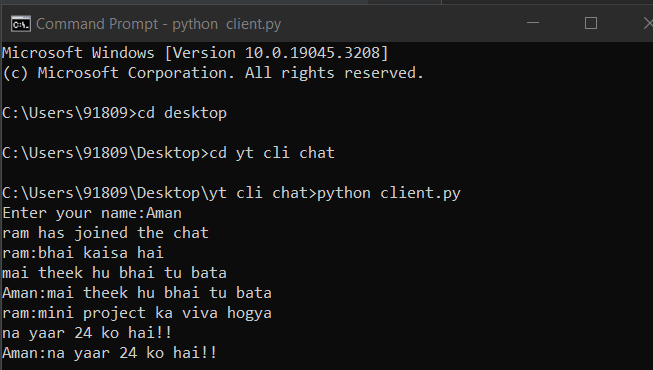 Command Prompt - python  client.py
Microsoft Windows [Version 10.0.19045.3208]
(c) Microsoft Corporation. All rights reserved.
C:\Users\91809>cd desktop
C:\Users\91809\Desktop>cd yt cli chat
C:\Users\91809\Desktop\yt cli chat>python client.py
Enter your name:Aman
ram has joined the chat
ram:bhai kaisa hai
mai theek hu bhai tu bata
Aman:mai theek hu bhai tu bata
ram:mini project ka viva hogya
na yaar 24 ko hai!!
Aman:na yaar 24 ko hai!!